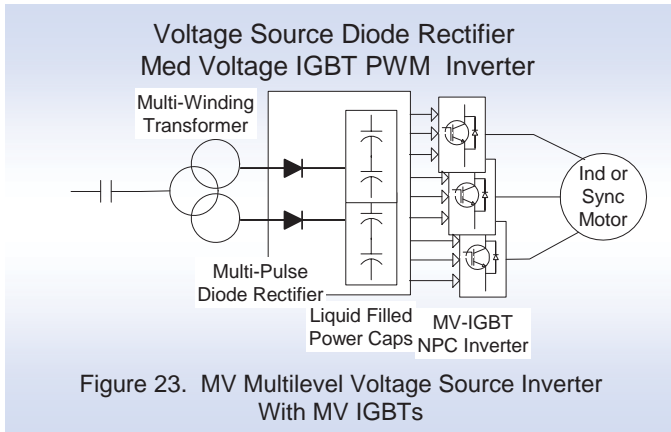 Voltage Source Diode Rectifier
Med Voltage IGBT PWM Inverter
Multi-Winding
Transformer
Ind or
Sync
Motor
Multi-Pulse
Diode Rectifier
Liquid Filled
Power Caps
MV-IGBT
NPC Inverter
Figure 23. MV Multilevel Voltage Source Inverter
With MV IGBTs